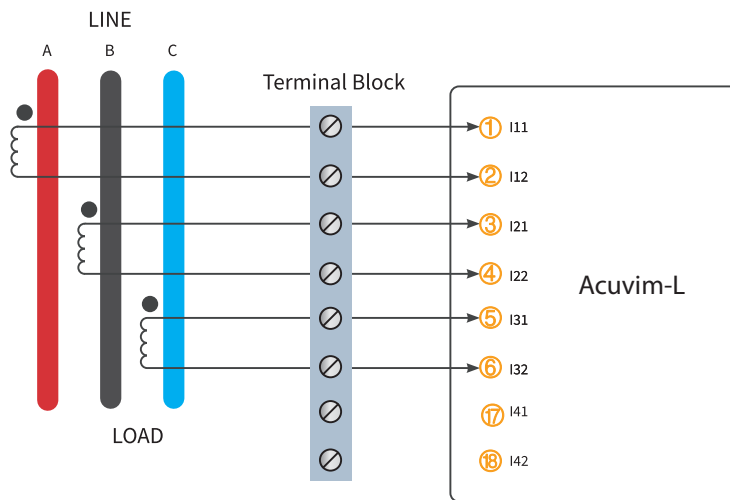 LINE
A B C
Terminal Block
① I11
② I12
③ I21
④ I22
Acuvim-L
⑤ I31
⑥ I32
⑰ I41
LOAD
⑱ I42